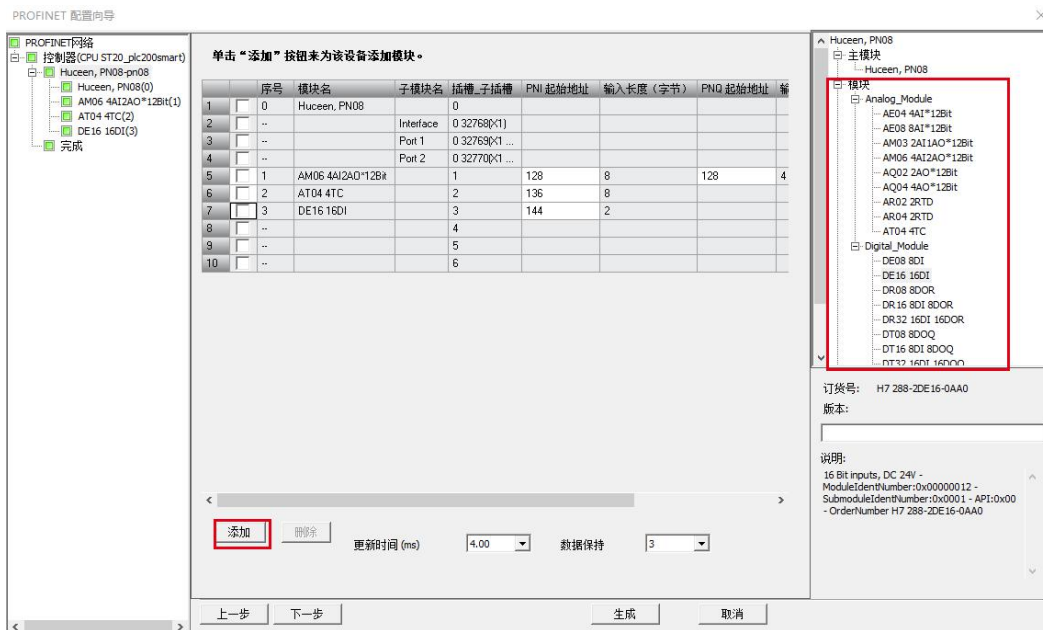 PROFINET 配置向导
PROFINET网络
控制器(CPU ST20_plc200smart)
Huceen, PN08-pn08
Huceen, PN08(0)
AM06 4AI2AO*12Bit(1)
AT04 4TC(2)
DE16 16DI(3)
完成
单击“添加”按钮来为该设备添加模块。
序号 模块名 子模块名 插槽_子插槽 PNI 起始地址 输入长度（字节） PNQ 起始地址 输
1 0 Huceen, PN08 0
2 -- Interface 0 32768(X1)
3 -- Port 1 0 32769(X1 ...
4 -- Port 2 0 32770(X1 ...
5 1 AM06 4AI2AO*12Bit 1 128 8 128 4
6 2 AT04 4TC 2 136 8
7 3 DE16 16DI 3 144 2
8 -- 4
9 -- 5
10 -- 6
添加 删除 更新时间 (ms) 4.00 数据保持 3
上一步 下一步 生成 取消
Huceen, PN08
主模块
Huceen, PN08
模块
Analog_Module
AE04 4AI*12Bit
AE08 8AI*12Bit
AM03 2AI1AO*12Bit
AM06 4AI2AO*12Bit
AQ02 2AO*12Bit
AQ04 4AO*12Bit
AR02 2RTD
AR04 2RTD
AT04 4TC
Digital_Module
DE08 8DI
DE16 16DI
DR08 8DOR
DR16 8DI 8DOR
DR32 16DI 16DOR
DT08 8DOQ
DT16 8DI 8DOQ
DT32 16DI 16DOQ
订货号: H7 288-2DE16-0AA0
版本:
说明:
16 Bit inputs, DC 24V -
ModuleIdentNumber:0x00000012 -
SubmoduleIdentNumber:0x0001 - API:0x00
- OrderNumber H7 288-2DE16-0AA0